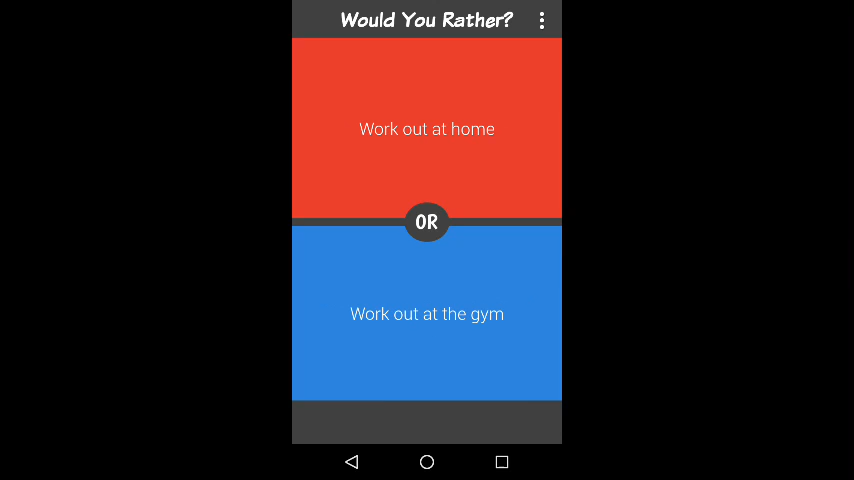 Would You Rather?
Work out at home
OR
Work out at the gym